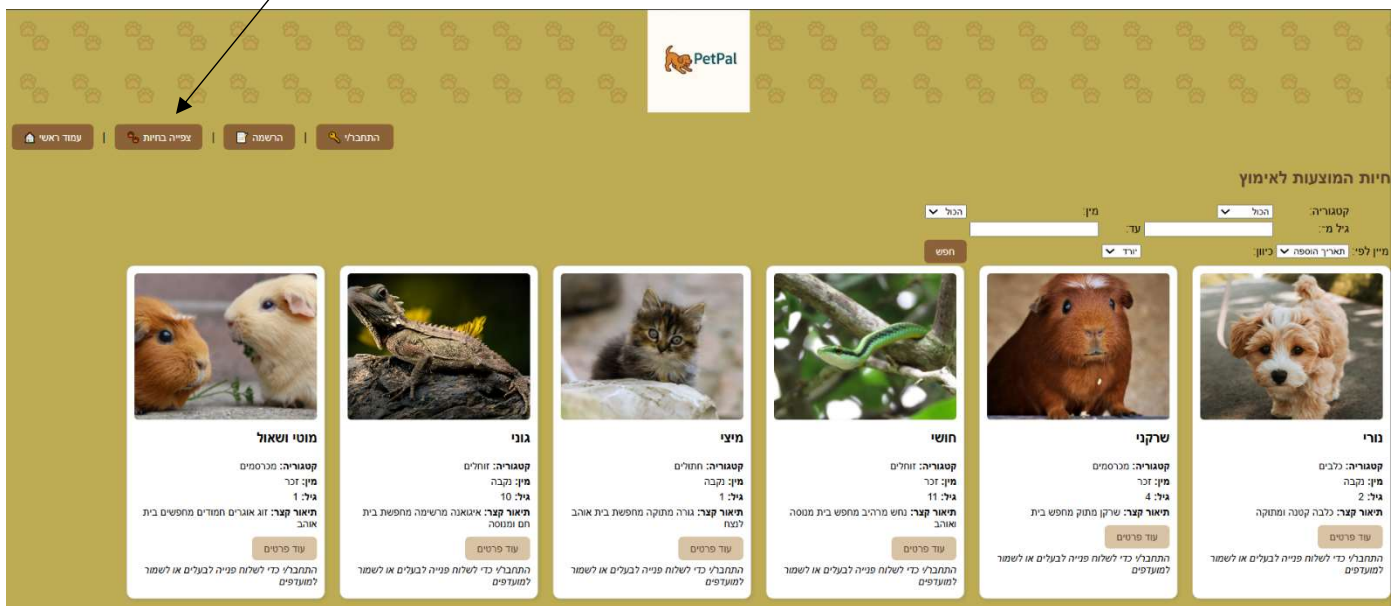 PetPal
עמוד ראשי | צפייה בחיות | הרשמה | התחבר/י
חיות המוצעות לאימוץ
קטגוריה: הכול מין: הכול
גיל מ-: עד:
מיין לפי: תאריך הוספה כיוון: יורד חפש
נורי
קטגוריה: כלבים
מין: נקבה
גיל: 2
תיאור קצר: כלבה קטנה ומתוקה
עוד פרטים
התחבר/י כדי לשלוח פנייה לבעלים או לשמור
למועדפים
שרקני
קטגוריה: מכרסמים
מין: זכר
גיל: 4
תיאור קצר: שרקן מתוק מחפש בית
עוד פרטים
התחבר/י כדי לשלוח פנייה לבעלים או לשמור
למועדפים
חושי
קטגוריה: זוחלים
מין: זכר
גיל: 11
תיאור קצר: נחש מרהיב מחפש בית מנוסה
ואוהב
עוד פרטים
התחבר/י כדי לשלוח פנייה לבעלים או לשמור
למועדפים
מיצי
קטגוריה: חתולים
מין: נקבה
גיל: 1
תיאור קצר: גורה מתוקה מחפשת בית אוהב
לנצח
עוד פרטים
התחבר/י כדי לשלוח פנייה לבעלים או לשמור
למועדפים
גוני
קטגוריה: זוחלים
מין: נקבה
גיל: 10
תיאור קצר: איגואנה מרשימה מחפשת בית
חם ומנוסה
עוד פרטים
התחבר/י כדי לשלוח פנייה לבעלים או לשמור
למועדפים
מוטי ושאול
קטגוריה: מכרסמים
מין: זכר
גיל: 1
תיאור קצר: זוג אוגרים חמודים מחפשים בית
אוהב
עוד פרטים
התחבר/י כדי לשלוח פנייה לבעלים או לשמור
למועדפים